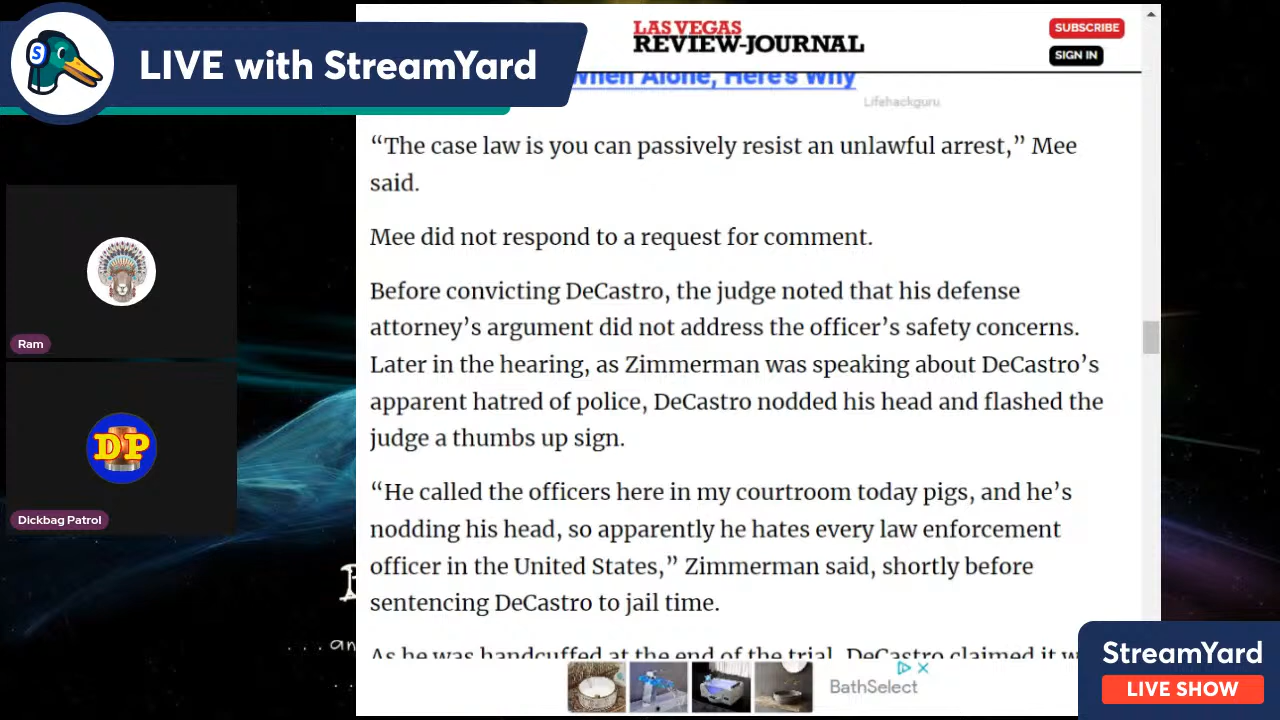 S
LIVE with StreamYard
LAS VEGAS
REVIEW-JOURNAL
SUBSCRIBE
SIGN IN
When Alone, Here's Why
Lifehackguru
“The case law is you can passively resist an unlawful arrest,” Mee
said.
Mee did not respond to a request for comment.
Before convicting DeCastro, the judge noted that his defense
attorney’s argument did not address the officer’s safety concerns.
Later in the hearing, as Zimmerman was speaking about DeCastro’s
apparent hatred of police, DeCastro nodded his head and flashed the
judge a thumbs up sign.
“He called the officers here in my courtroom today pigs, and he’s
nodding his head, so apparently he hates every law enforcement
officer in the United States,” Zimmerman said, shortly before
sentencing DeCastro to jail time.
As he was handcuffed at the end of the trial, DeCastro claimed it w
Ram
DP
Dickbag Patrol
...an
BathSelect
StreamYard
LIVE SHOW